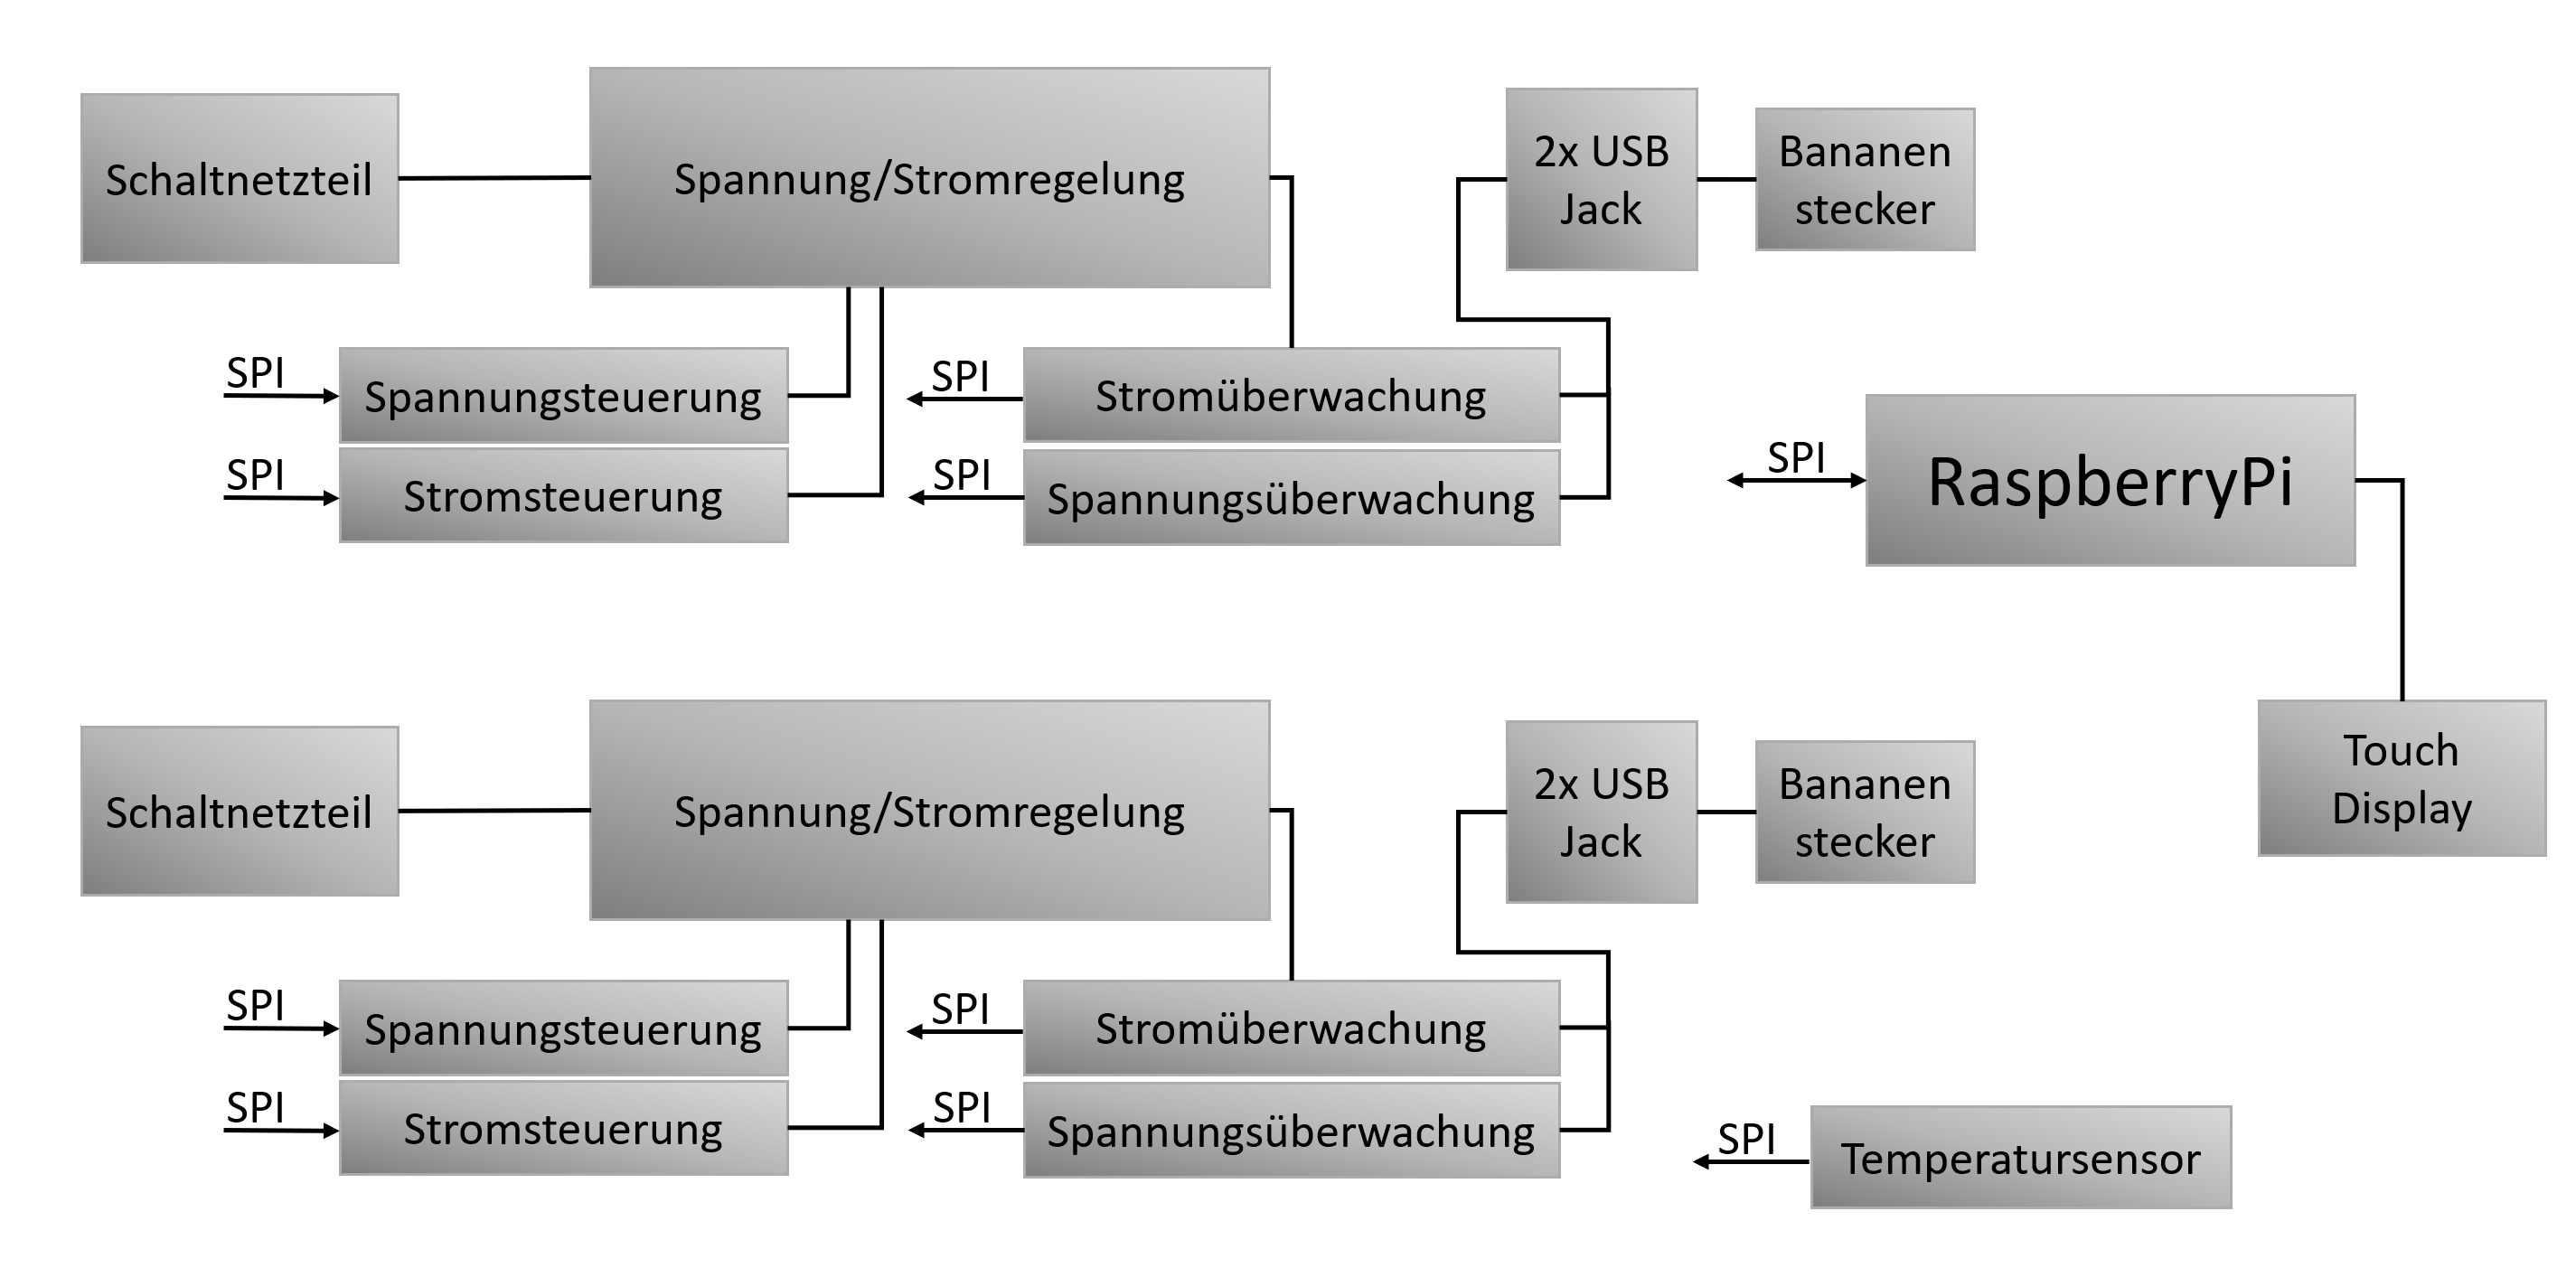 Schaltnetzteil
Spannung/Stromregelung
2x USB
Jack
Bananen
stecker
SPI
Spannungsteuerung
SPI
Stromüberwachung
SPI
Stromsteuerung
SPI
Spannungsüberwachung
SPI
RaspberryPi
Schaltnetzteil
Spannung/Stromregelung
2x USB
Jack
Bananen
stecker
Touch
Display
SPI
Spannungsteuerung
SPI
Stromüberwachung
SPI
Stromsteuerung
SPI
Spannungsüberwachung
SPI
Temperatursensor